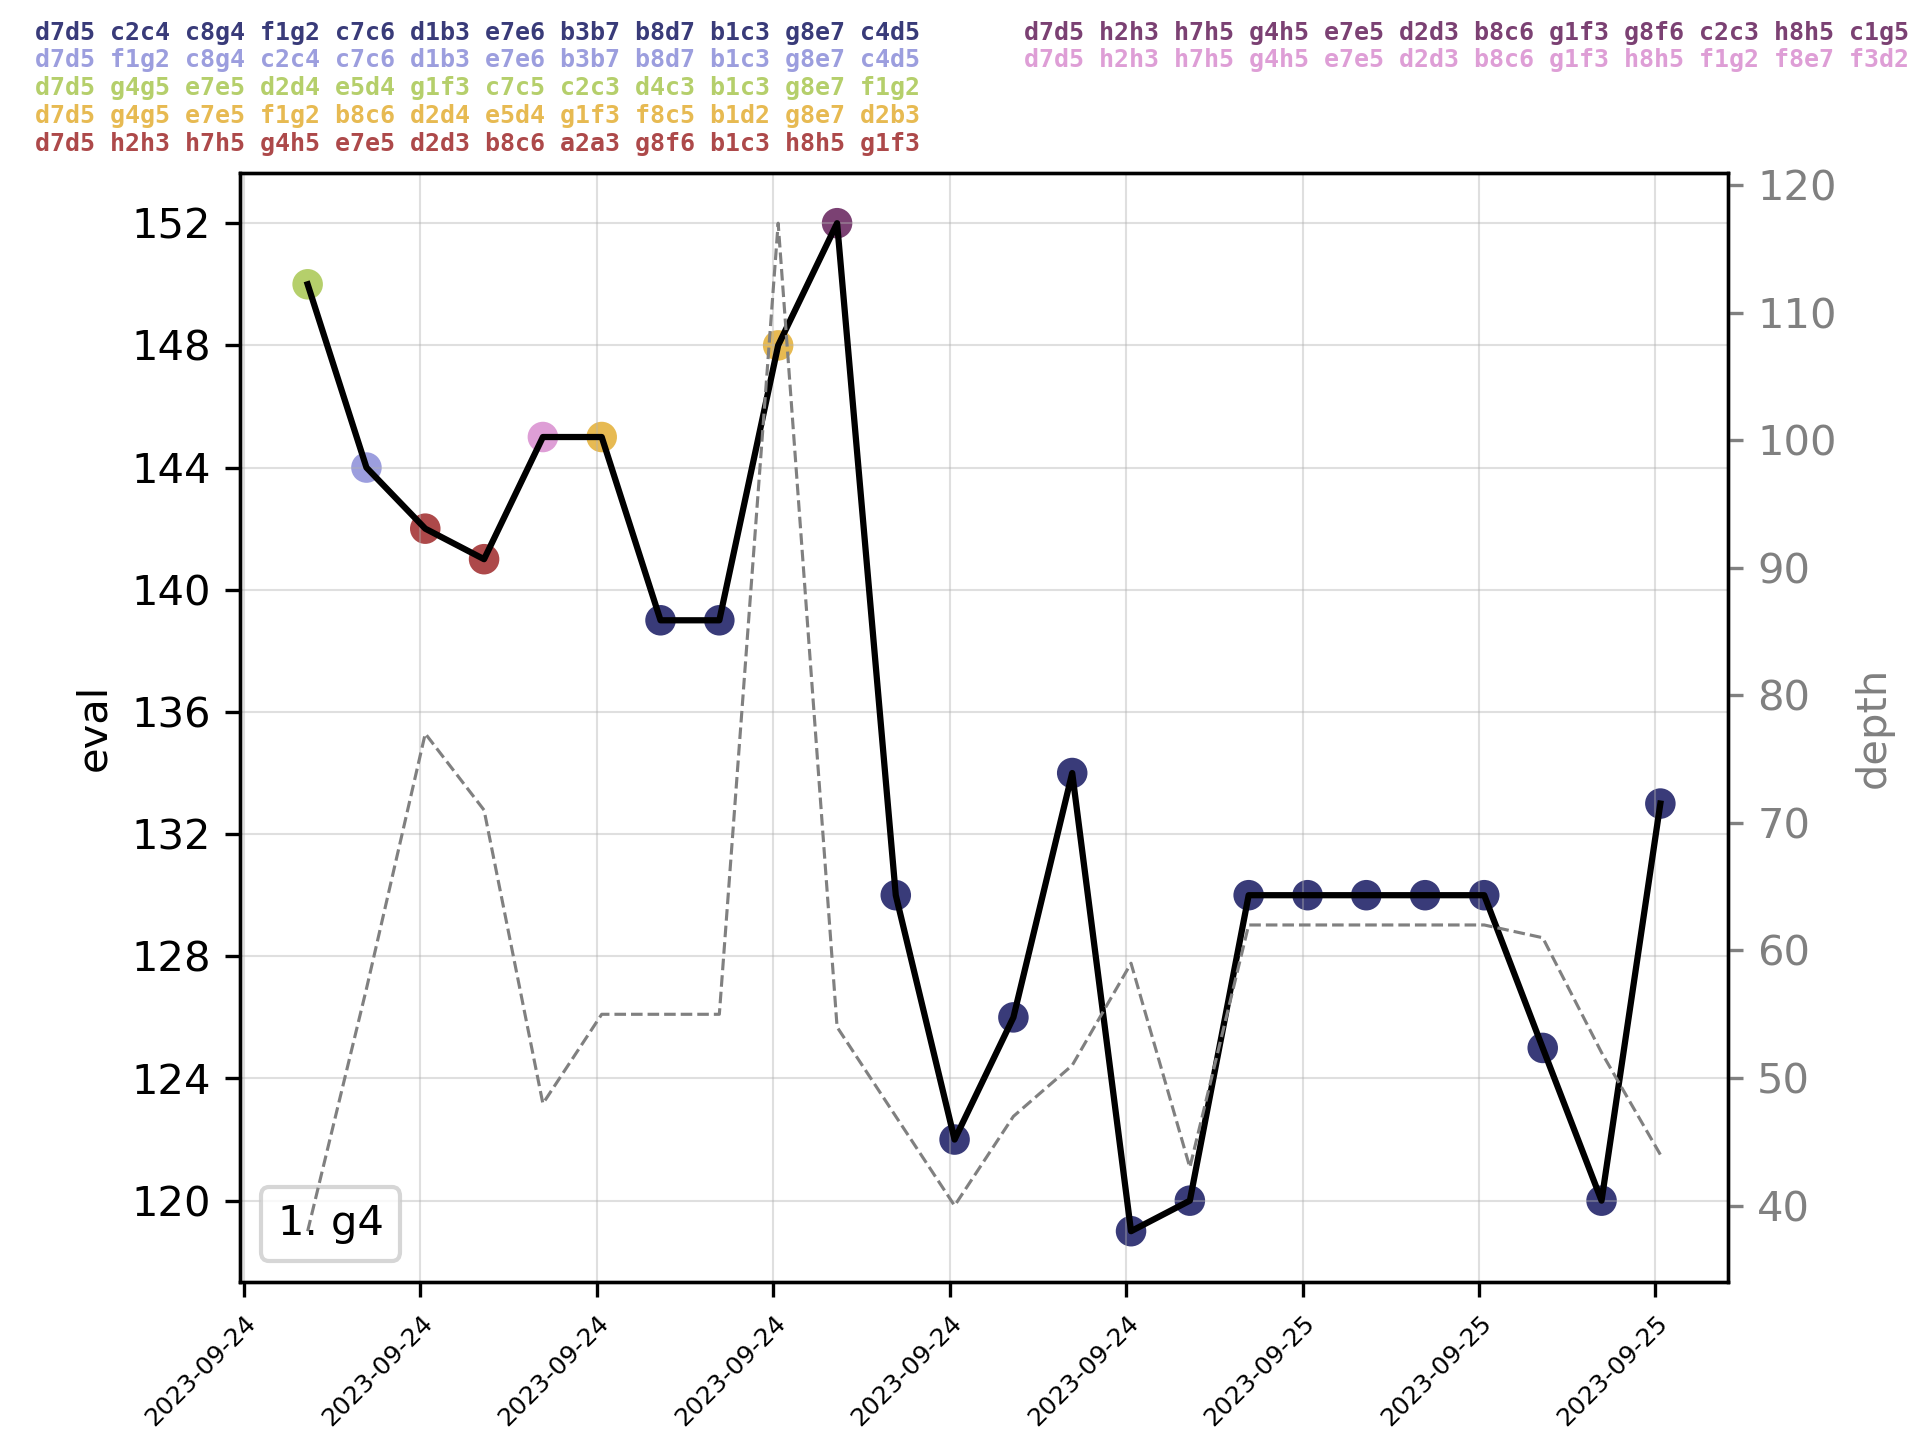 d7d5 c2c4 c8g4 f1g2 c7c6 d1b3 e7e6 b3b7 b8d7 b1c3 g8e7 c4d5
d7d5 f1g2 c8g4 c2c4 c7c6 d1b3 e7e6 b3b7 b8d7 b1c3 g8e7 c4d5
d7d5 g4g5 e7e5 d2d4 e5d4 g1f3 c7c5 c2c3 d4c3 b1c3 g8e7 f1g2
d7d5 g4g5 e7e5 f1g2 b8c6 d2d4 e5d4 g1f3 f8c5 b1d2 g8e7 d2b3
d7d5 h2h3 h7h5 g4h5 e7e5 d2d3 b8c6 a2a3 g8f6 b1c3 h8h5 g1f3
d7d5 h2h3 h7h5 g4h5 e7e5 d2d3 b8c6 g1f3 g8f6 c2c3 h8h5 c1g5
d7d5 h2h3 h7h5 g4h5 e7e5 d2d3 b8c6 g1f3 h8h5 f1g2 f8e7 f3d2
eval
152
148
144
140
136
132
128
124
120
1. g4
120
110
100
90
80
70
60
50
40
depth
2023-09-24
2023-09-24
2023-09-24
2023-09-24
2023-09-24
2023-09-24
2023-09-25
2023-09-25
2023-09-25